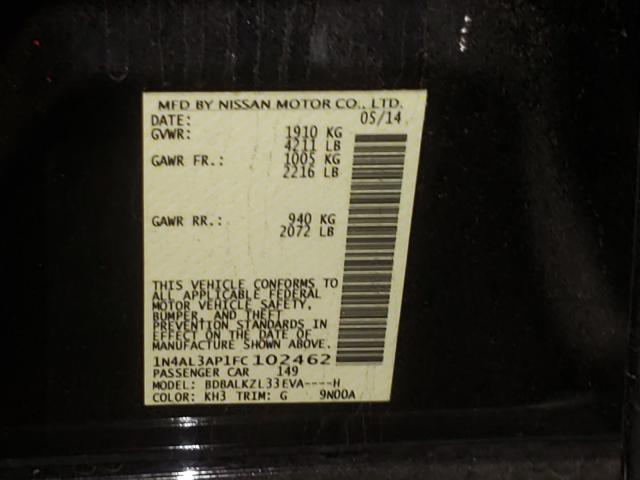 MFD BY NISSAN MOTOR CO., LTD.
DATE: 05/14
GVWR: 1910 KG
4211 LB
GAWR FR.: 1005 KG
2216 LB
GAWR RR.: 940 KG
2072 LB
THIS VEHICLE CONFORMS TO
ALL APPLICABLE FEDERAL
MOTOR VEHICLE SAFETY,
BUMPER, AND THEFT
PREVENTION STANDARDS IN
EFFECT ON THE DATE OF
MANUFACTURE SHOWN ABOVE.
1N4AL3AP1FC102462
PASSENGER CAR 149
MODEL: BDBALKZL33EVA----H
COLOR: KH3 TRIM: G 9N00A